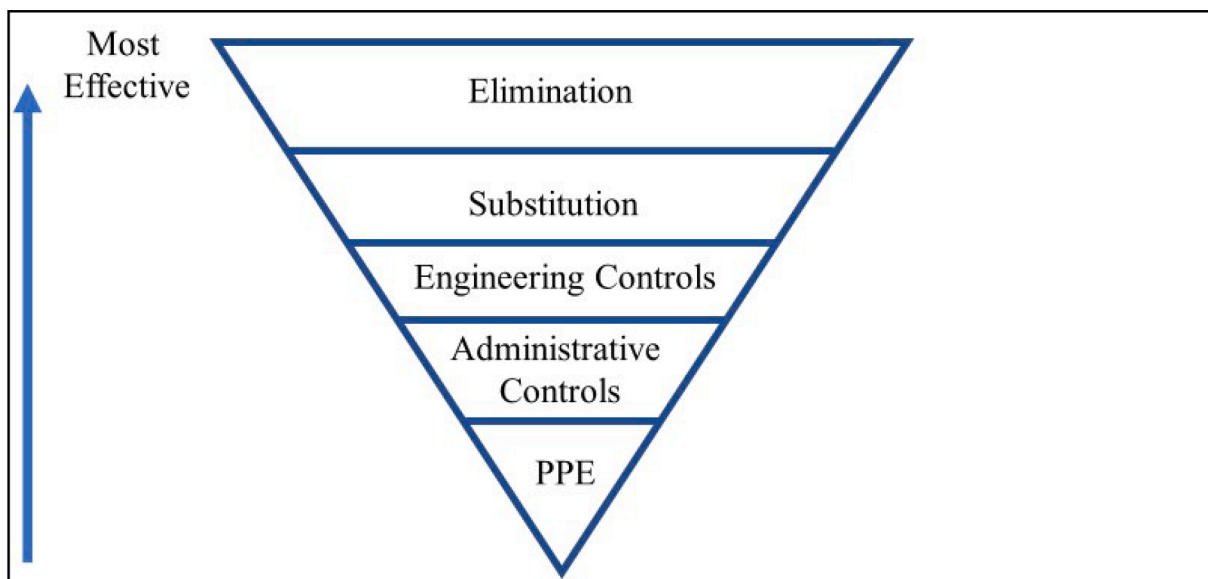 Most
Effective
Elimination
Substitution
Engineering Controls
Administrative
Controls
PPE